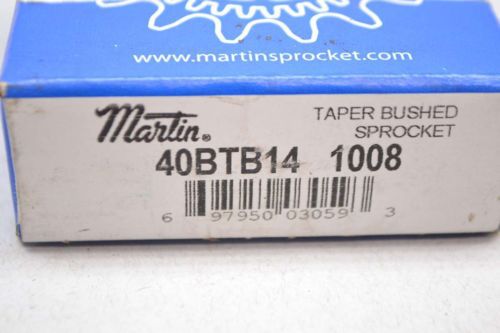 www.martinsprocket.com
Martin®
TAPER BUSHED
SPROCKET
40BTB14 1008
6 97950 03059 3